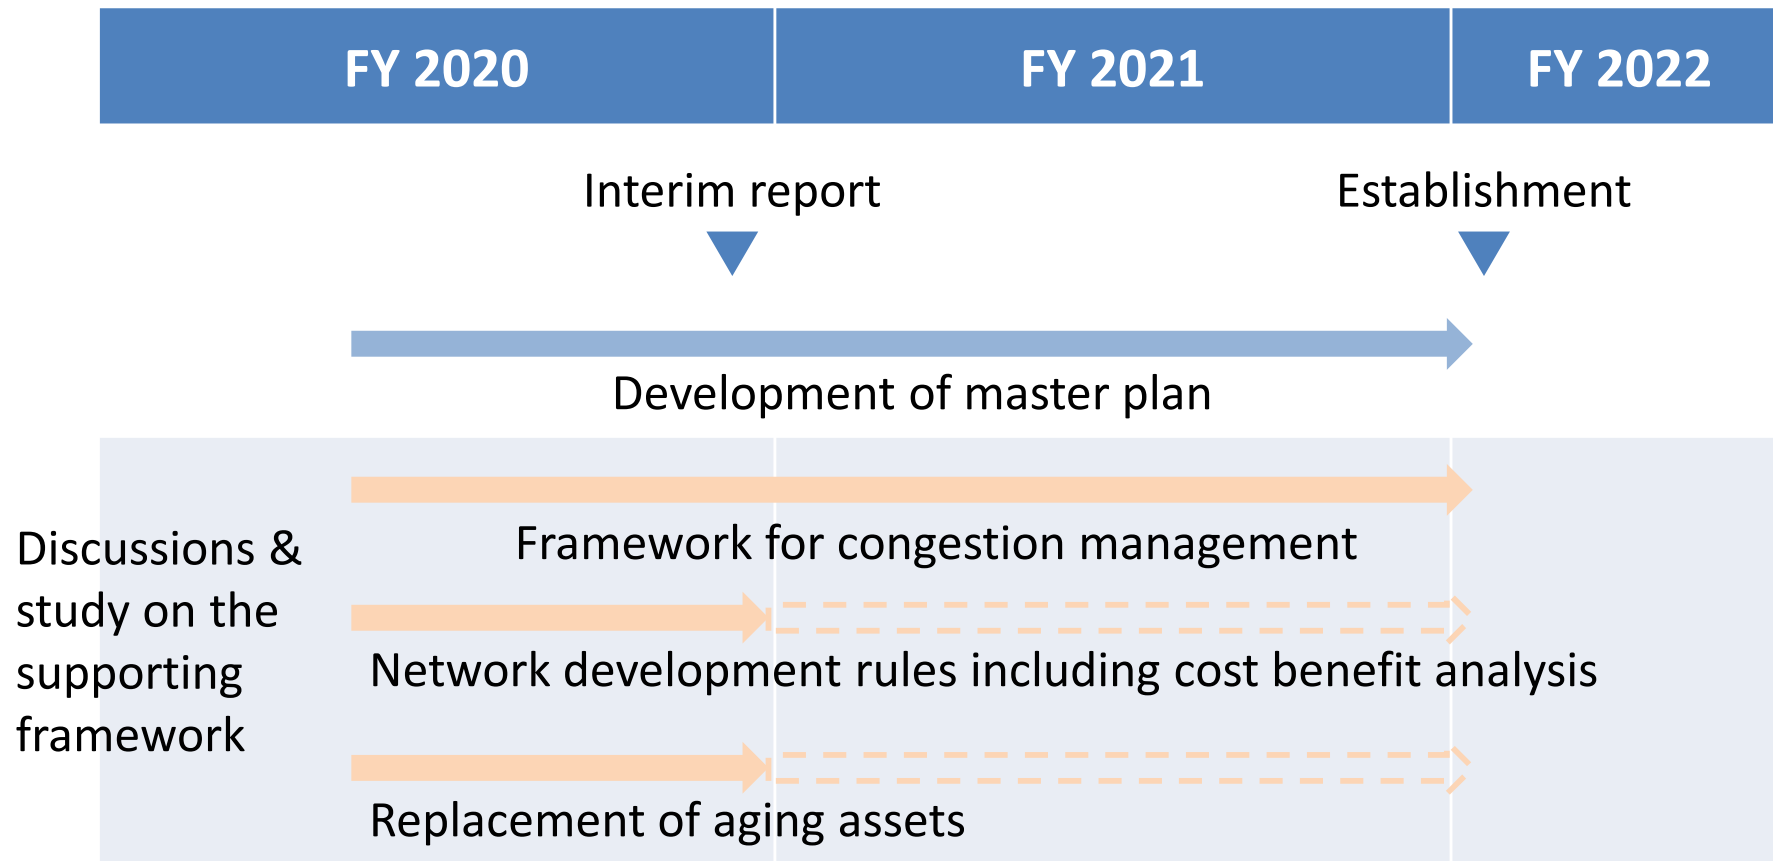 FY 2020 FY 2021 FY 2022
Interim report Establishment
Development of master plan
Discussions &
study on the
supporting
framework
Framework for congestion management
Network development rules including cost benefit analysis
Replacement of aging assets